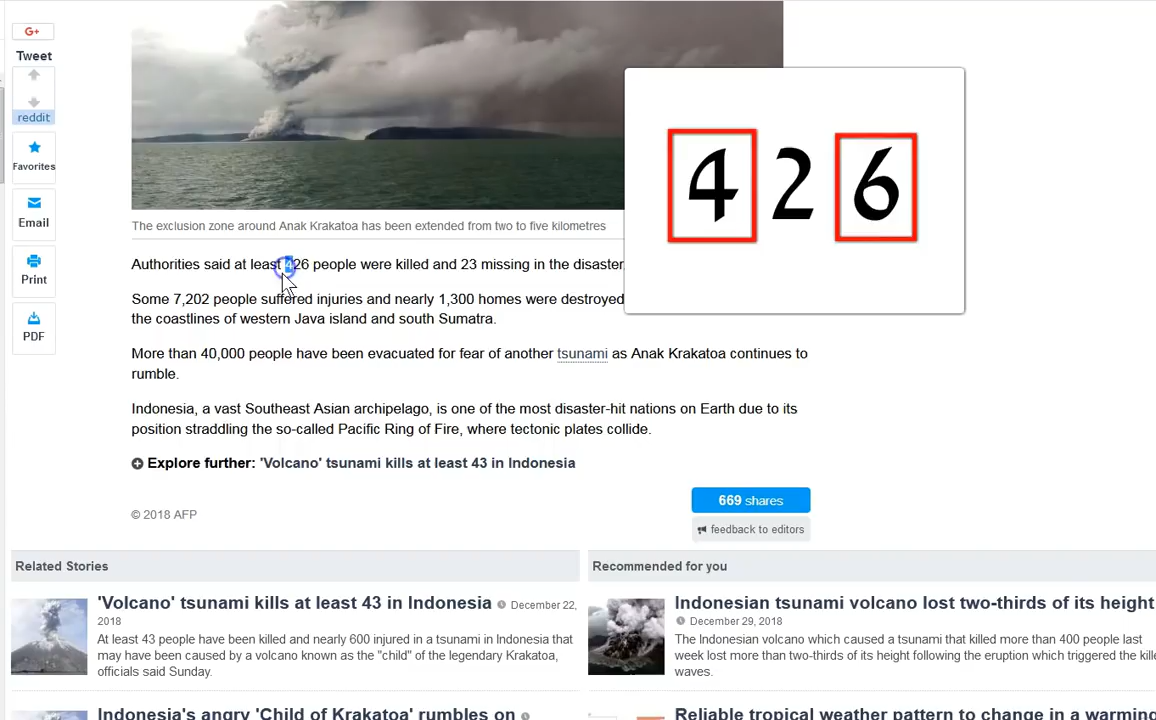 G+
Tweet
reddit
Favorites
Email
Print
PDF
4 2 6
The exclusion zone around Anak Krakatoa has been extended from two to five kilometres
Authorities said at least 426 people were killed and 23 missing in the disaster
Some 7,202 people suffered injuries and nearly 1,300 homes were destroyed
the coastlines of western Java island and south Sumatra.
More than 40,000 people have been evacuated for fear of another tsunami as Anak Krakatoa continues to
rumble.
Indonesia, a vast Southeast Asian archipelago, is one of the most disaster-hit nations on Earth due to its
position straddling the so-called Pacific Ring of Fire, where tectonic plates collide.
Explore further: 'Volcano' tsunami kills at least 43 in Indonesia
669 shares
© 2018 AFP
feedback to editors
Related Stories
'Volcano' tsunami kills at least 43 in Indonesia December 22,
2018
At least 43 people have been killed and nearly 600 injured in a tsunami in Indonesia that
may have been caused by a volcano known as the "child" of the legendary Krakatoa,
officials said Sunday.
Indonesia's angry 'Child of Krakatoa' rumbles on
Recommended for you
Indonesian tsunami volcano lost two-thirds of its height
December 29, 2018
The Indonesian volcano which caused a tsunami that killed more than 400 people last
week lost more than two-thirds of its height following the eruption which triggered the kille
waves.
Reliable tropical weather pattern to change in a warming